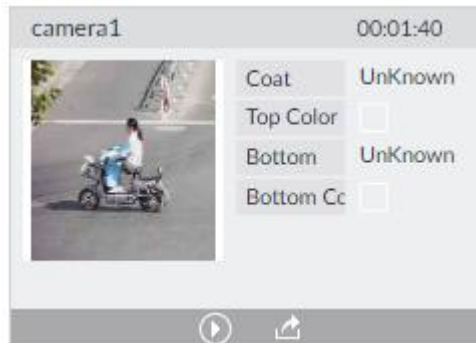 camera1 00:01:40
Coat UnKnown
Top Color
Bottom UnKnown
Bottom Cc